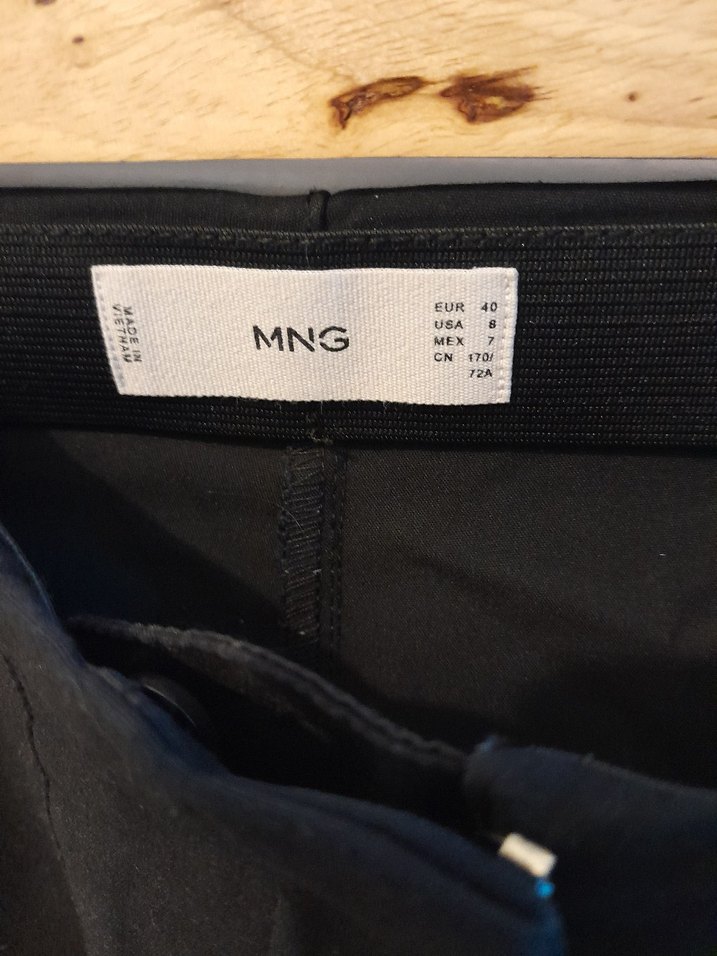 MADE IN
VIETNAM
MNG
EUR 40
USA 8
MEX 7
CN 170/
72A